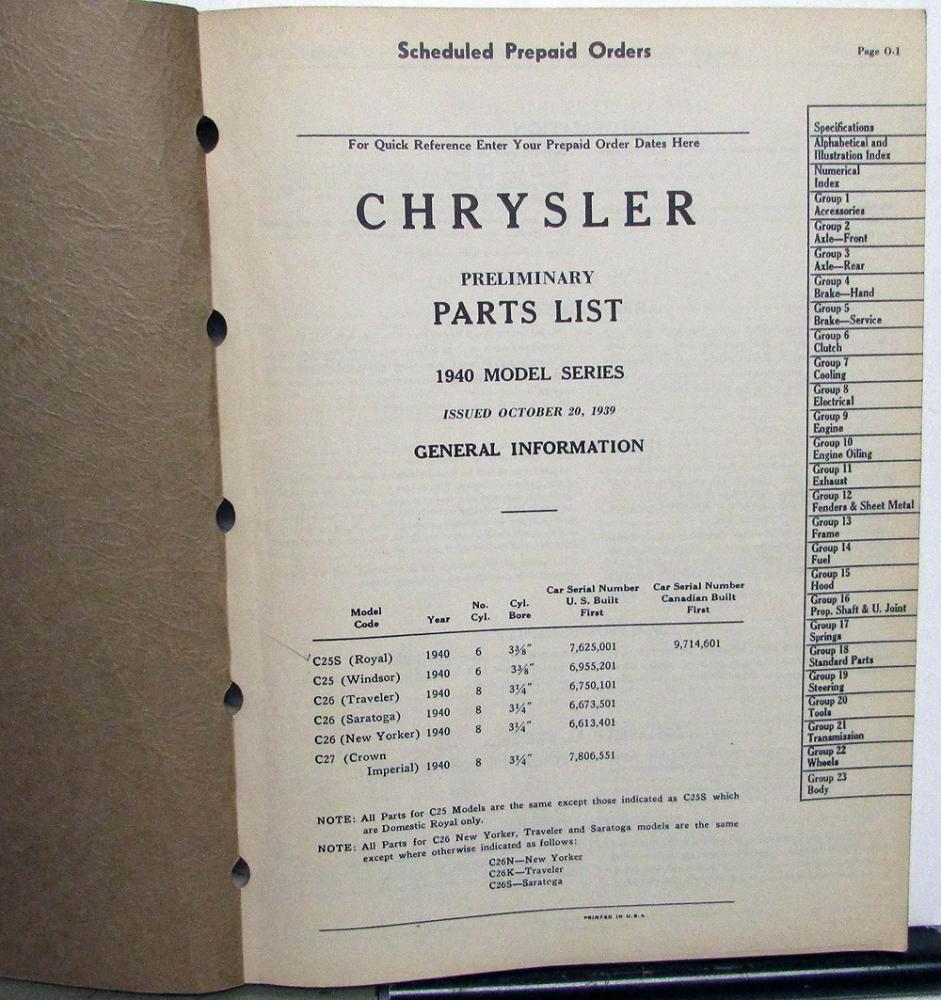 Scheduled Prepaid Orders
Page O-1
For Quick Reference Enter Your Prepaid Order Dates Here
CHRYSLER
PRELIMINARY
PARTS LIST
1940 MODEL SERIES
ISSUED OCTOBER 20, 1939
GENERAL INFORMATION
Model Code Year No. Cyl. Cyl. Bore Car Serial Number U. S. Built First Car Serial Number Canadian Built First
C25S (Royal) 1940 6 3⅜" 7,625,001 9,714,601
C25 (Windsor) 1940 6 3⅜" 6,955,201
C26 (Traveler) 1940 8 3¼" 6,750,101
C26 (Saratoga) 1940 8 3¼" 6,673,501
C26 (New Yorker) 1940 8 3¼" 6,613,401
C27 (Crown
Imperial) 1940 8 3¼" 7,806,551
NOTE: All Parts for C25 Models are the same except those indicated as C25S which
are Domestic Royal only.
NOTE: All Parts for C26 New Yorker, Traveler and Saratoga models are the same
except where otherwise indicated as follows:
C26N—New Yorker
C26K—Traveler
C26S—Saratoga
PRINTED IN U.S.A.
Specifications
Alphabetical and
Illustration Index
Numerical
Index
Group 1
Accessories
Group 2
Axle—Front
Group 3
Axle—Rear
Group 4
Brake—Hand
Group 5
Brake—Service
Group 6
Clutch
Group 7
Cooling
Group 8
Electrical
Group 9
Engine
Group 10
Engine Oiling
Group 11
Exhaust
Group 12
Fenders & Sheet Metal
Group 13
Frame
Group 14
Fuel
Group 15
Hood
Group 16
Prop. Shaft & U. Joint
Group 17
Springs
Group 18
Standard Parts
Group 19
Steering
Group 20
Tools
Group 21
Transmission
Group 22
Wheels
Group 23
Body